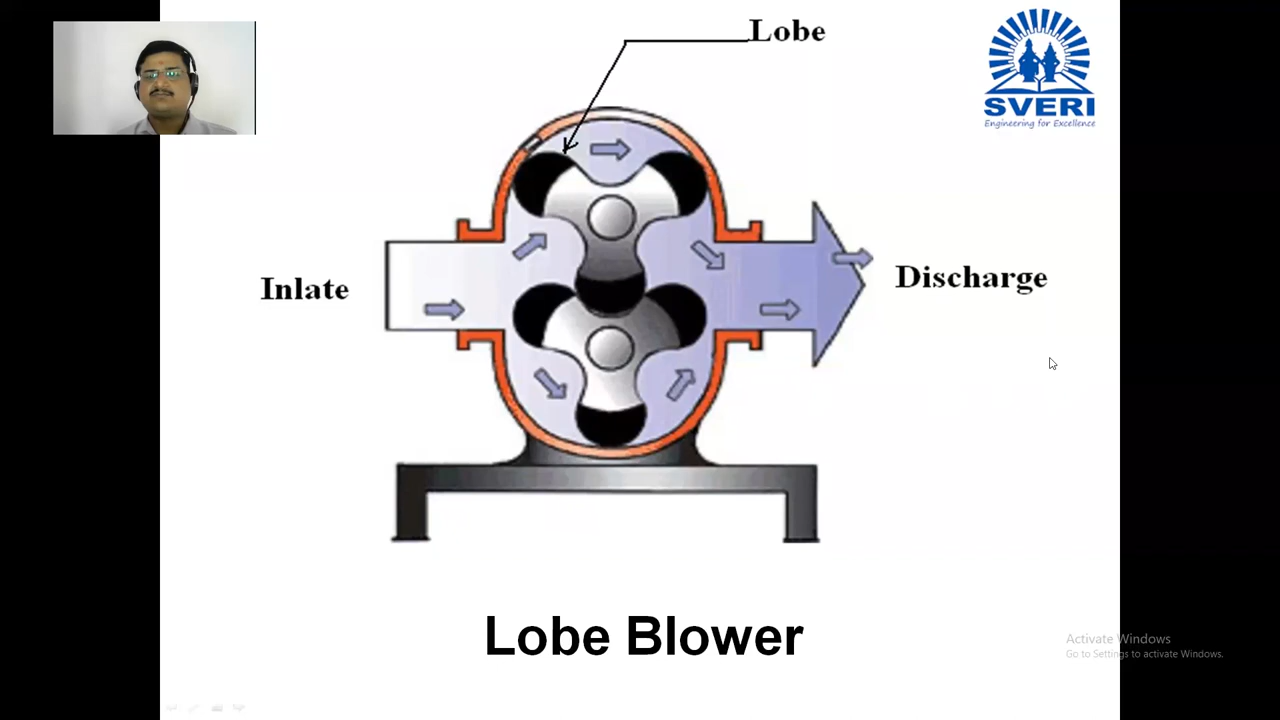 Lobe
SVERI
Engineering for Excellence
Inlate
Discharge
Lobe Blower
Activate Windows
Go to Settings to activate Windows.